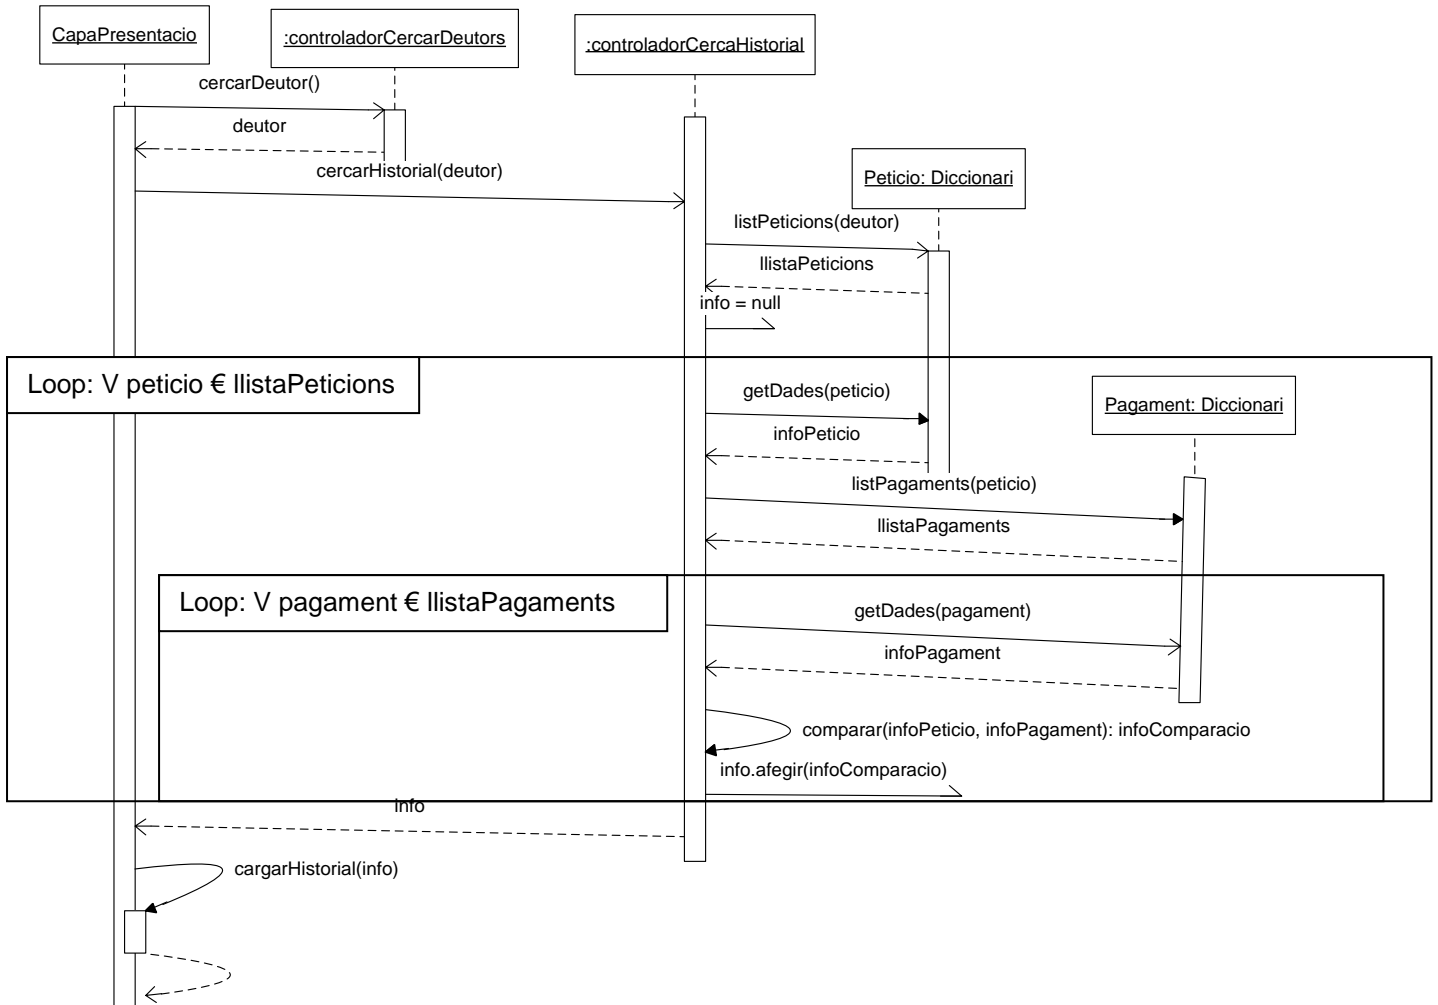 CapaPresentacio
:controladorCercarDeutors
:controladorCercaHistorial
cercarDeutor()
deutor
cercarHistorial(deutor)
Peticio: Diccionari
listPeticions(deutor)
llistaPeticions
info = null
Loop: V peticio € llistaPeticions
getDades(peticio)
Pagament: Diccionari
infoPeticio
listPagaments(peticio)
llistaPagaments
Loop: V pagament € llistaPagaments
getDades(pagament)
infoPagament
comparar(infoPeticio, infoPagament): infoComparacio
info.afegir(infoComparacio)
info
cargarHistorial(info)